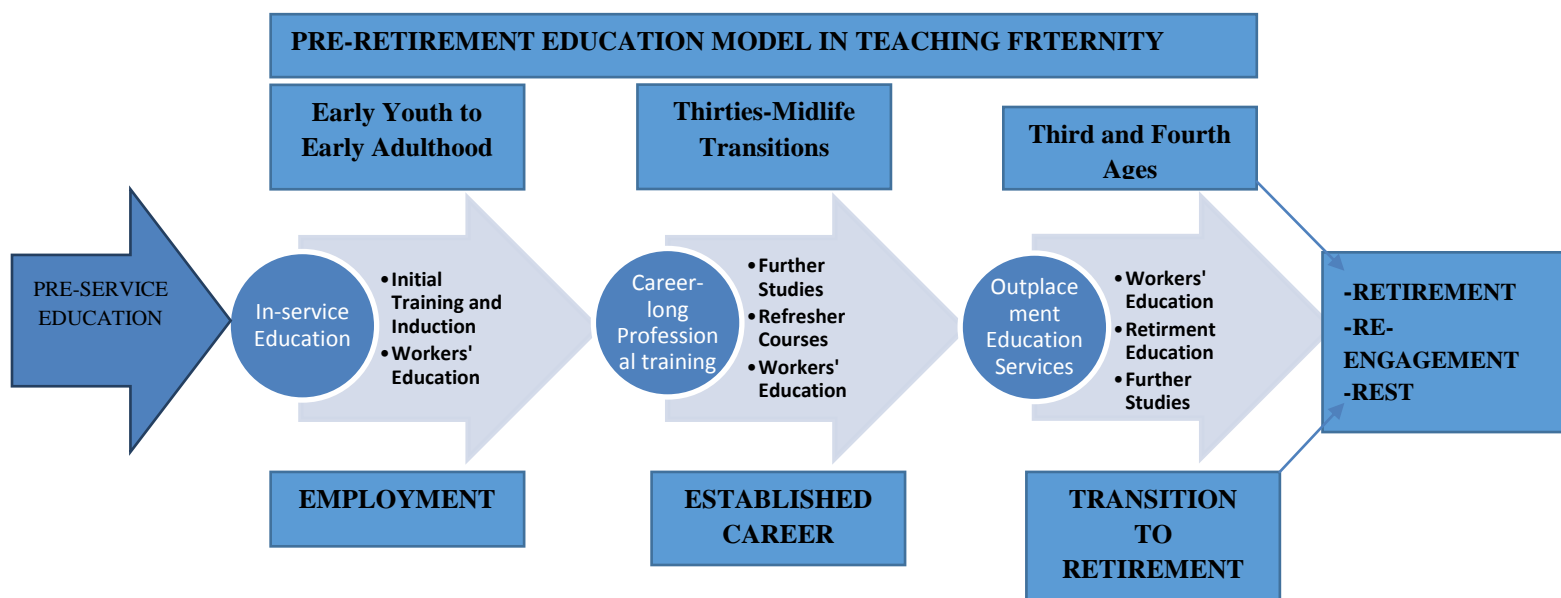 PRE-RETIREMENT EDUCATION MODEL IN TEACHING FRTERNITY
Early Youth to
Early Adulthood
Thirties-Midlife
Transitions
Third and Fourth
Ages
PRE-SERVICE
EDUCATION
In-service
Education
•Initial
Training and
Induction
•Workers'
Education
Career-
long
Profession
al training
•Further
Studies
•Refresher
Courses
•Workers'
Education
Outplace
ment
Education
Services
•Workers'
Education
•Retirment
Education
•Further
Studies
-RETIREMENT
-RE-
ENGAGEMENT
-REST
EMPLOYMENT
ESTABLISHED
CAREER
TRANSITION
TO
RETIREMENT